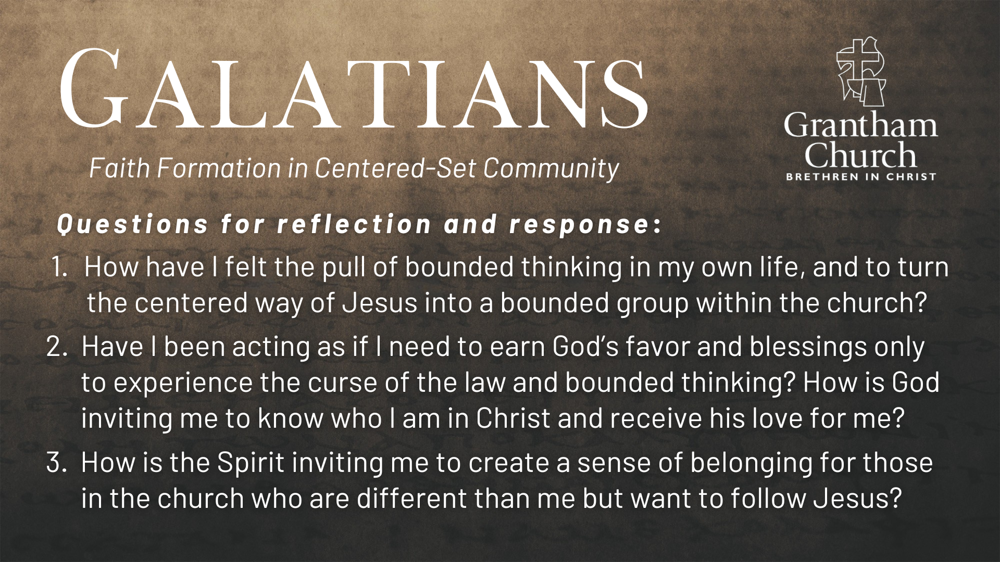 GALATIANS
Faith Formation in Centered-Set Community
Grantham
Church
BRETHREN IN CHRIST
Questions for reflection and response:
1. How have I felt the pull of bounded thinking in my own life, and to turn
the centered way of Jesus into a bounded group within the church?
2. Have I been acting as if I need to earn God’s favor and blessings only
to experience the curse of the law and bounded thinking? How is God
inviting me to know who I am in Christ and receive his love for me?
3. How is the Spirit inviting me to create a sense of belonging for those
in the church who are different than me but want to follow Jesus?